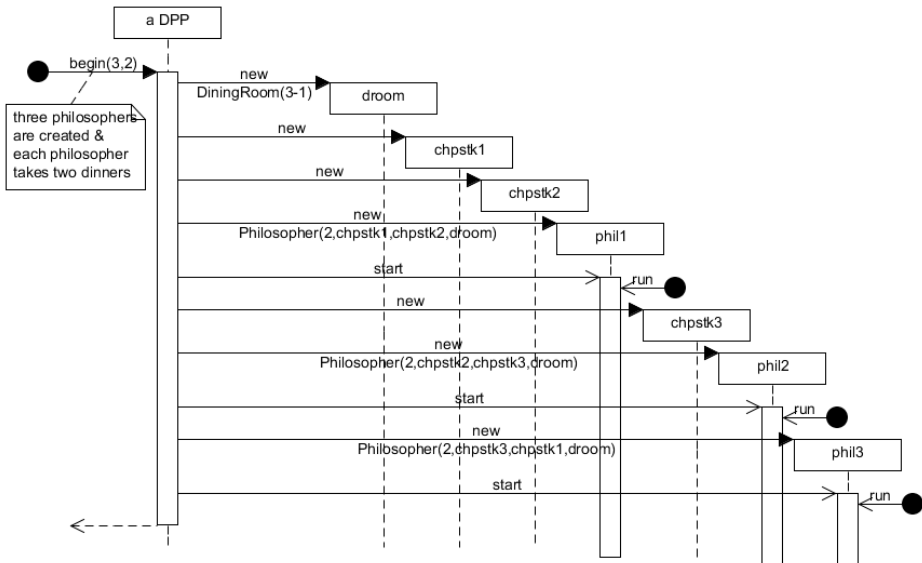 a DPP
begin(3,2)
new
DiningRoom(3-1)
droom
three philosophers
are created &
each philosopher
takes two dinners
new
chpstk1
new
chpstk2
new
Philosopher(2,chpstk1,chpstk2,droom)
phil1
start
run
new
chpstk3
new
Philosopher(2,chpstk2,chpstk3,droom)
phil2
start
run
new
Philosopher(2,chpstk3,chpstk1,droom)
phil3
start
run